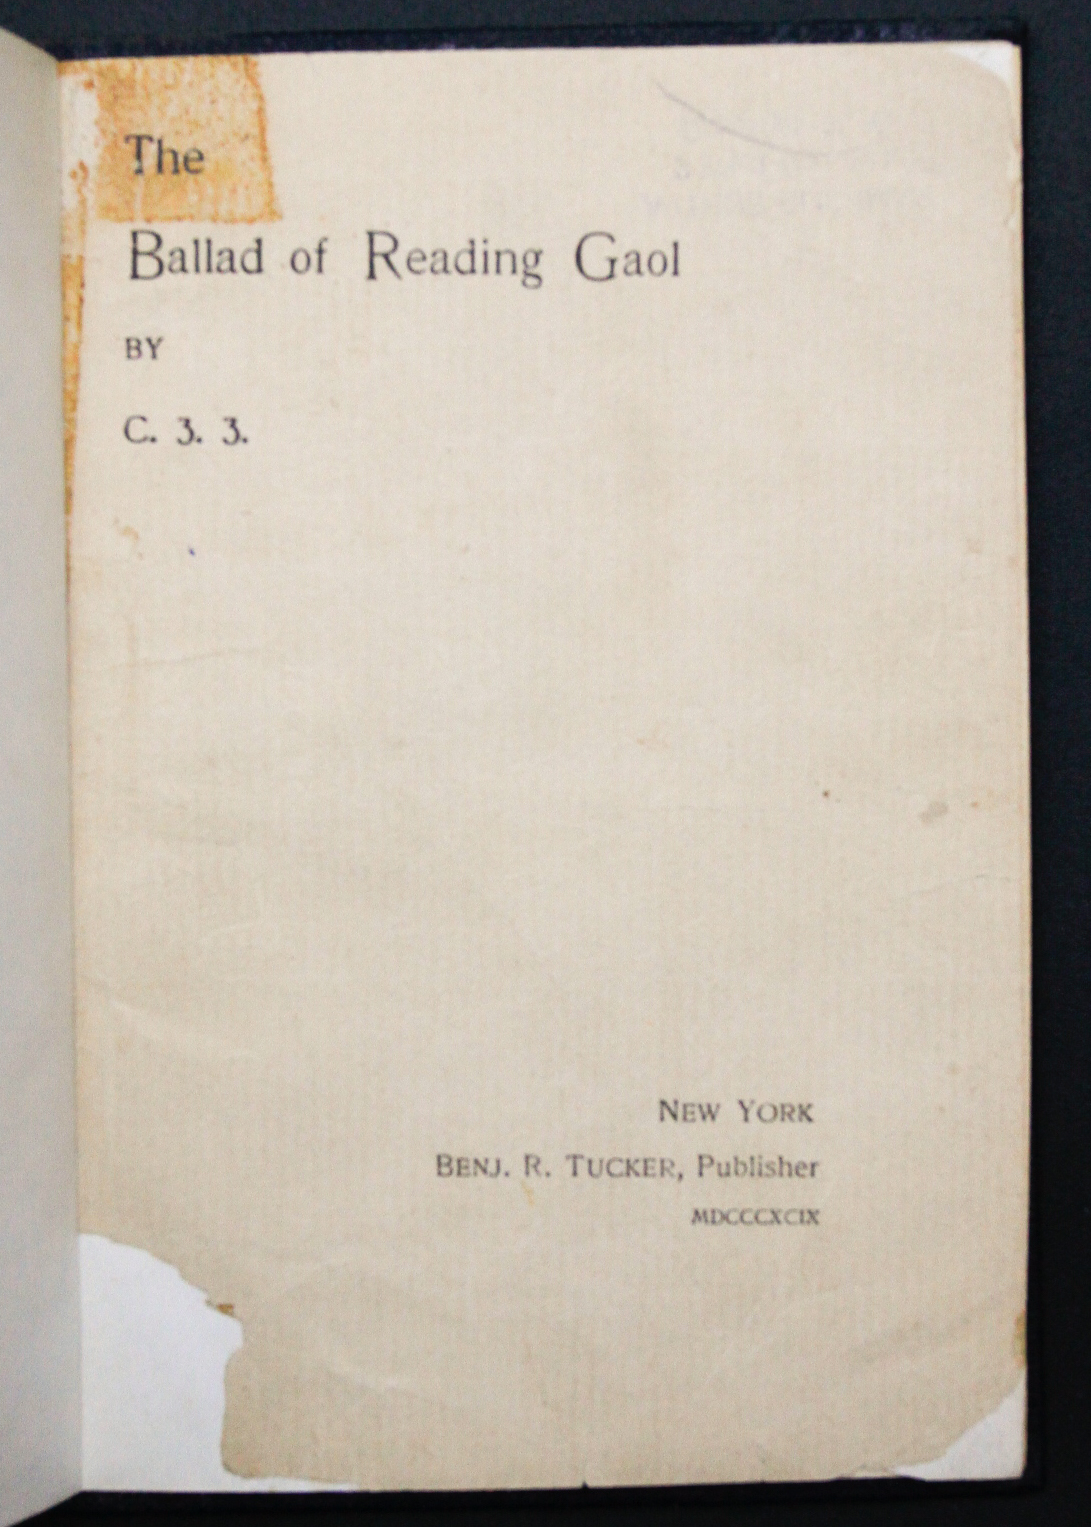 The
Ballad of Reading Gaol
BY
C. 3. 3.
NEW YORK
BENJ. R. TUCKER, Publisher
MDCCCXCIX